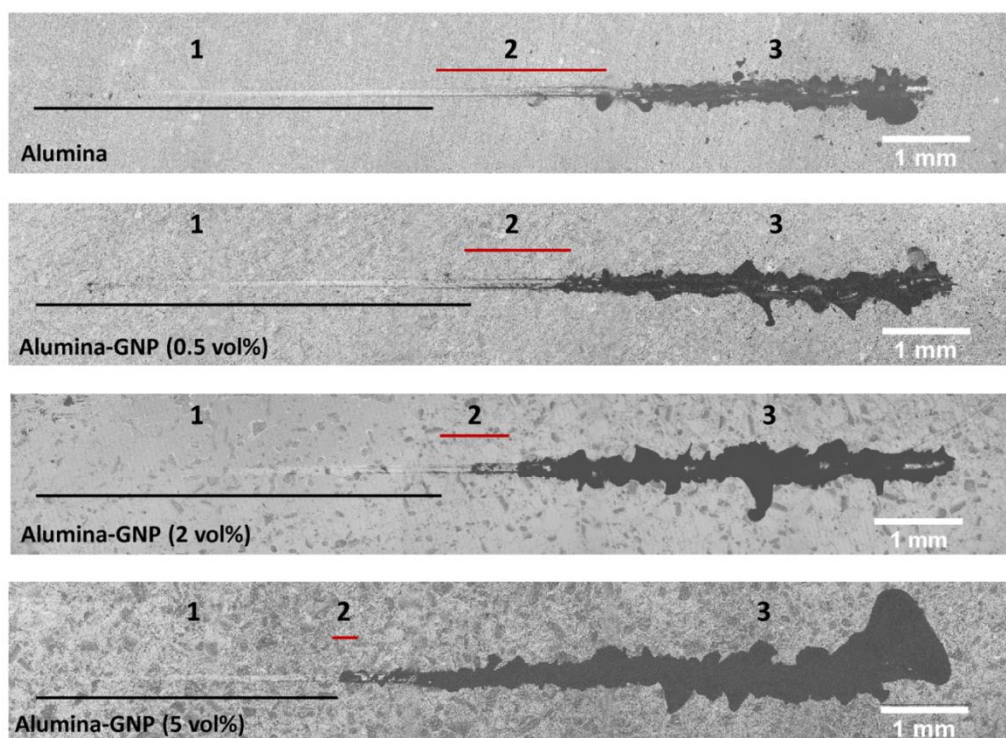 1 2 3
Alumina
1 mm
1 2 3
Alumina-GNP (0.5 vol%)
1 mm
1 2 3
Alumina-GNP (2 vol%)
1 mm
1 2 3
Alumina-GNP (5 vol%)
1 mm